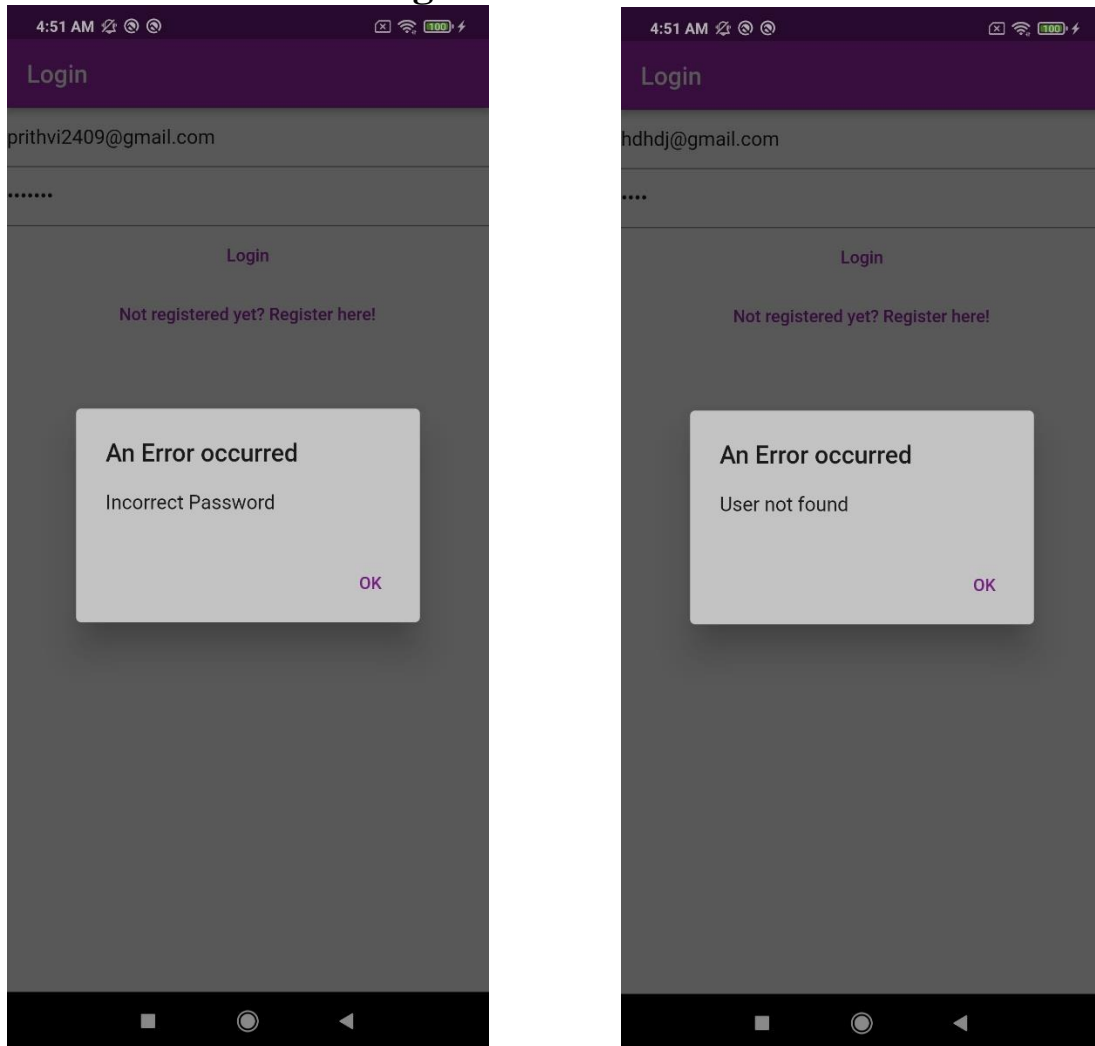 4:51 AM
100
Login
prithvi2409@gmail.com
•••••••
Login
Not registered yet? Register here!
An Error occurred
Incorrect Password
OK
4:51 AM
100
Login
hdhdj@gmail.com
••••
Login
Not registered yet? Register here!
An Error occurred
User not found
OK